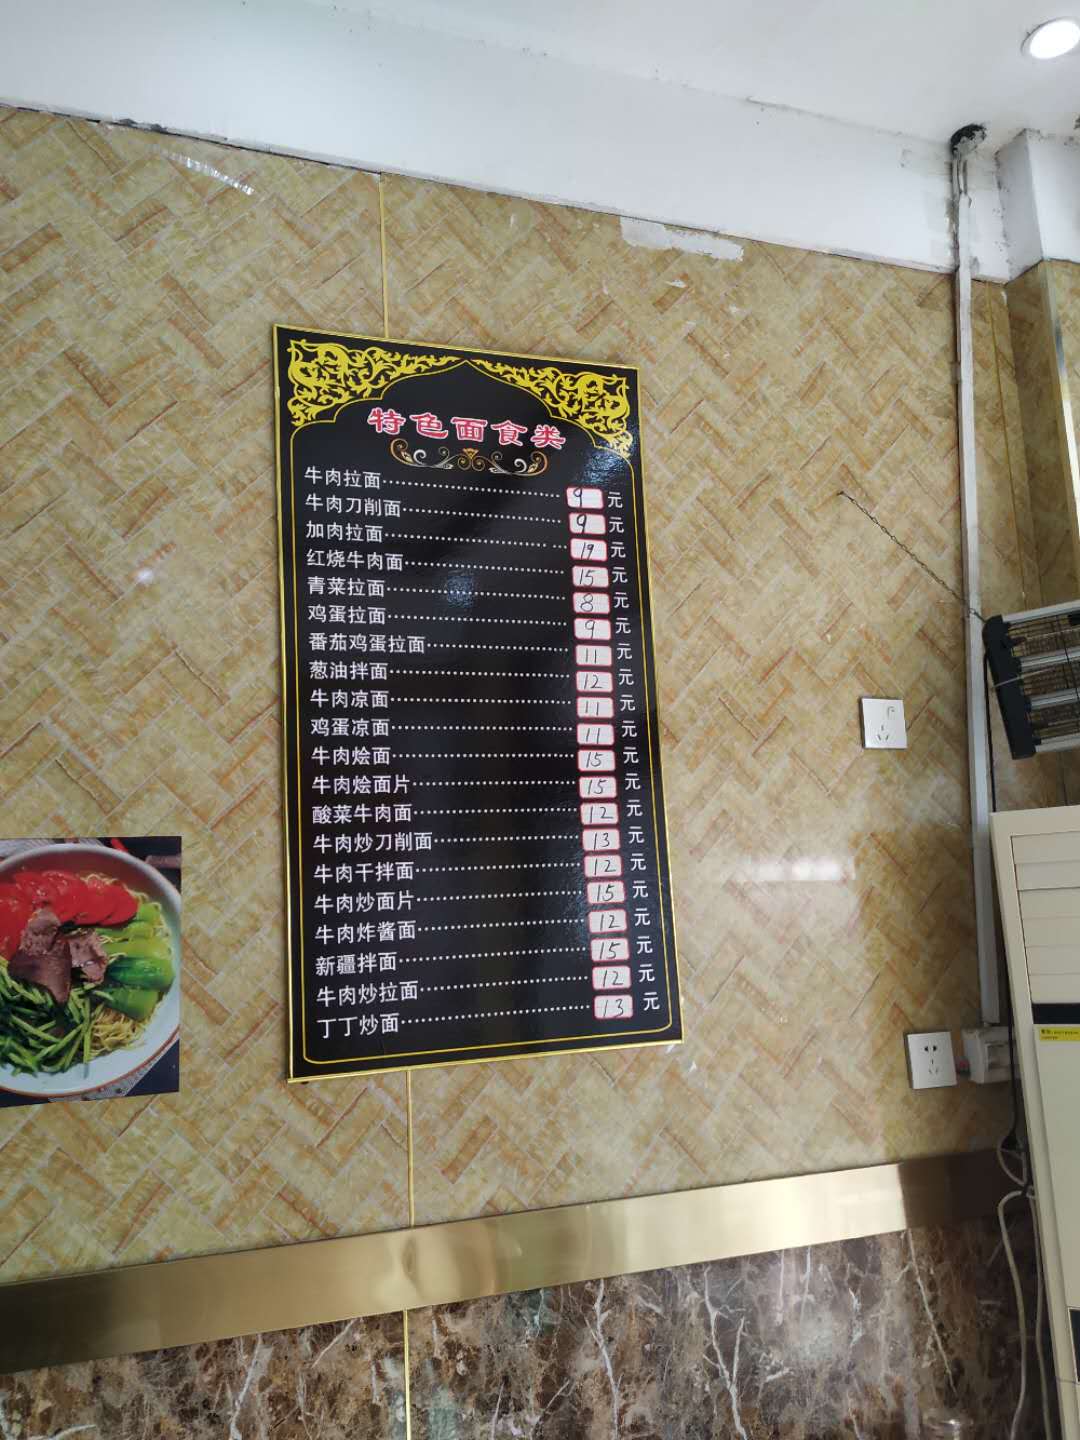 特色面食类
牛肉拉面 9 元
牛肉刀削面 9 元
加肉拉面 19 元
红烧牛肉面 15 元
青菜拉面 8 元
鸡蛋拉面 9 元
番茄鸡蛋拉面 11 元
葱油拌面 12 元
牛肉凉面 11 元
鸡蛋凉面 11 元
牛肉烩面 15 元
牛肉烩面片 15 元
酸菜牛肉面 12 元
牛肉炒刀削面 13 元
牛肉干拌面 12 元
牛肉炒面片 15 元
牛肉炸酱面 12 元
新疆拌面 15 元
牛肉炒拉面 12 元
丁丁炒面 13 元